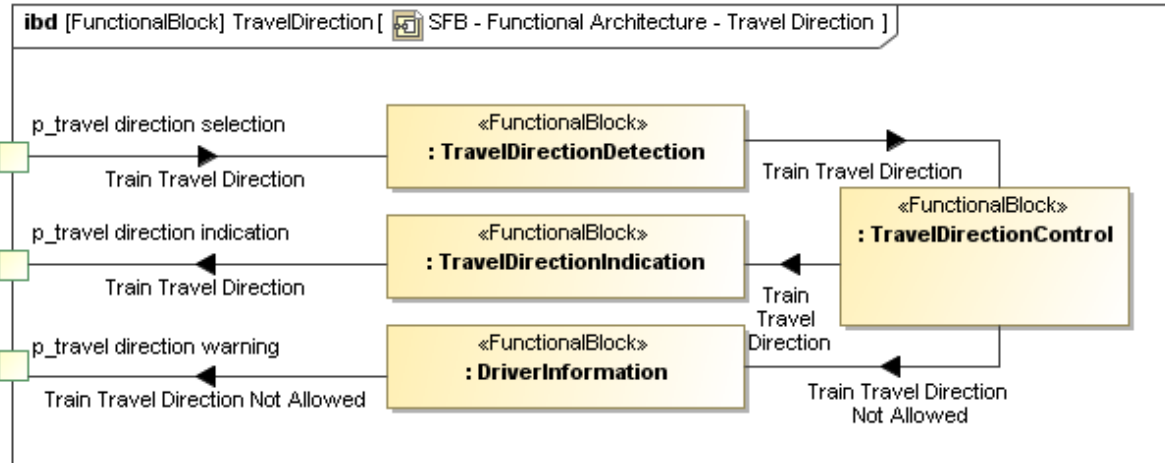 ibd [FunctionalBlock] TravelDirection[ SFB - Functional Architecture - Travel Direction ]
p_travel direction selection
Train Travel Direction
«FunctionalBlock»
: TravelDirectionDetection
Train Travel Direction
«FunctionalBlock»
: TravelDirectionControl
p_travel direction indication
Train Travel Direction
«FunctionalBlock»
: TravelDirectionIndication
Train
Travel
Direction
p_travel direction warning
Train Travel Direction Not Allowed
«FunctionalBlock»
: DriverInformation
Train Travel Direction
Not Allowed